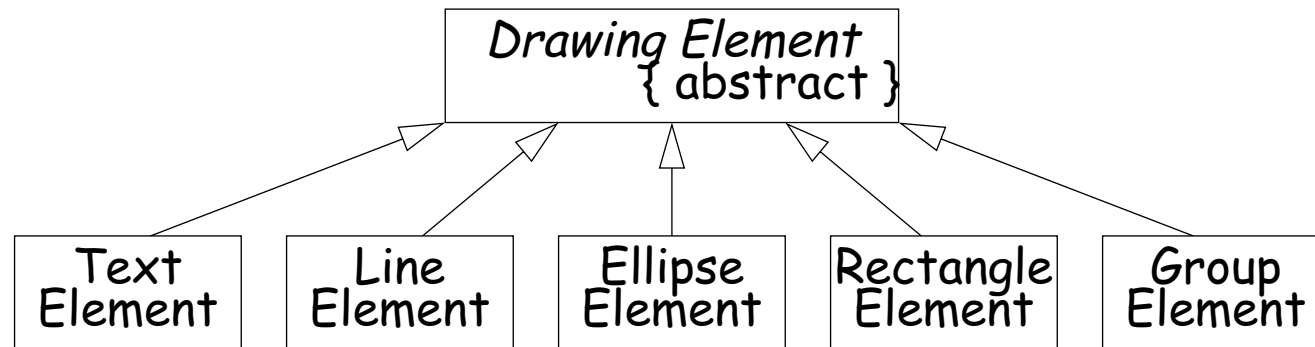 Drawing Element
{ abstract }
Text
Element
Line
Element
Ellipse
Element
Rectangle
Element
Group
Element